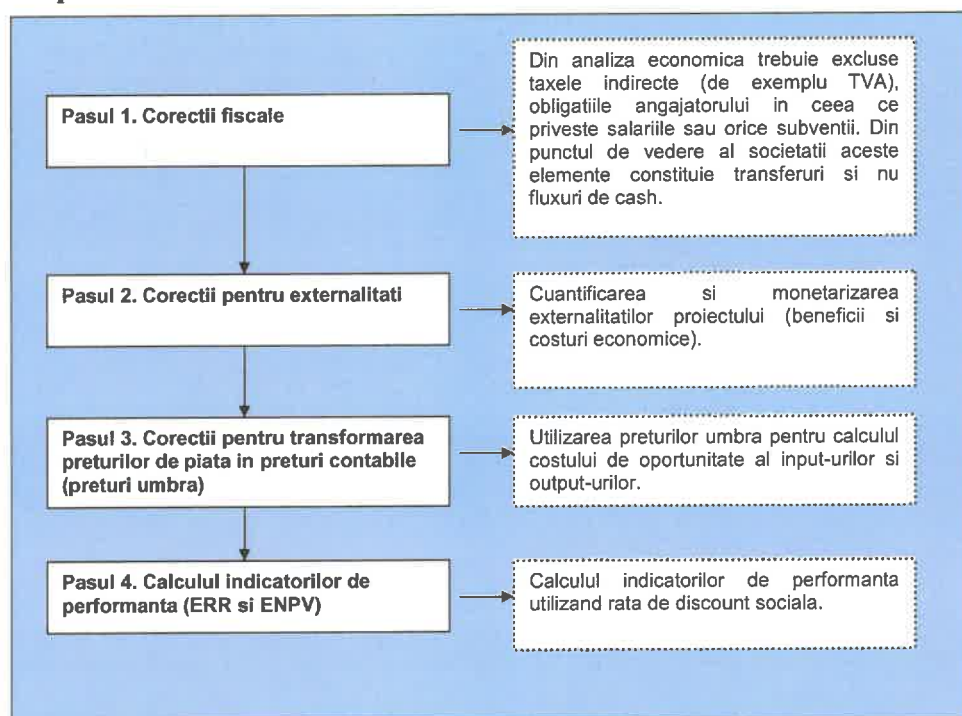 Pasul 1. Corectii fiscale
Din analiza economica trebuie excluse
taxele indirecte (de exemplu TVA),
obligatiile angajatorului in ceea ce
priveste salariile sau orice subventii. Din
punctul de vedere al societatii aceste
elemente constituie transferuri si nu
fluxuri de cash.
Pasul 2. Corectii pentru externalitati
Cuantificarea si monetarizarea
externalitatilor proiectului (beneficii si
costuri economice).
Pasul 3. Corectii pentru transformarea
preturilor de piata in preturi contabile
(preturi umbra)
Utilizarea preturilor umbra pentru calculul
costului de oportunitate al input-urilor si
output-urilor.
Pasul 4. Calculul indicatorilor de
performanta (ERR si ENPV)
Calculul indicatorilor de performanta
utilizand rata de discount sociala.